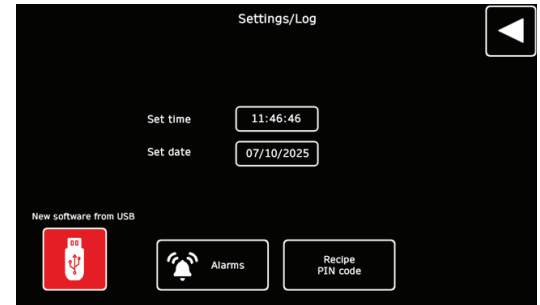 Settings/Log
Set time
11:46:46
Set date
07/10/2025
New software from USB
Alarms
Recipe
PIN code